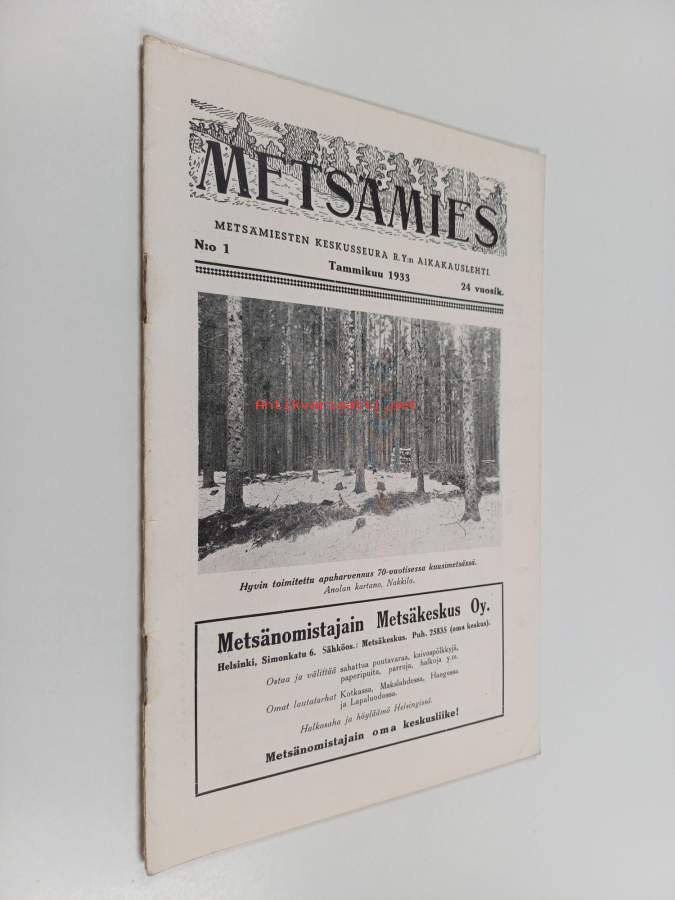 METSÄMIES
METSÄMIESTEN KESKUSSEURA R.Y:n AIKAKAUSLEHTI
N:o 1 Tammikuu 1933 24 vuosik.
Antikvariaatti.net
Hyvin toimitettu apuharvennus 70-vuotisessa kuusimetsässä.
Anolan kartano, Nakkila.
Metsänomistajain Metsäkeskus Oy.
Helsinki, Simonkatu 6. Sähköos.: Metsäkeskus. Puh. 25835 (oma keskus).
Ostaa ja välittää sahattua puutavaraa, kaivospölkkyjä,
paperipuita, parruja, halkoja y.m.
Omat lautatarhat Kotkassa, Makslahdessa, Hangossa
ja Lapaluodossa.
Halkosaha ja höyläämö Helsingissä.
Metsänomistajain oma keskusliike!